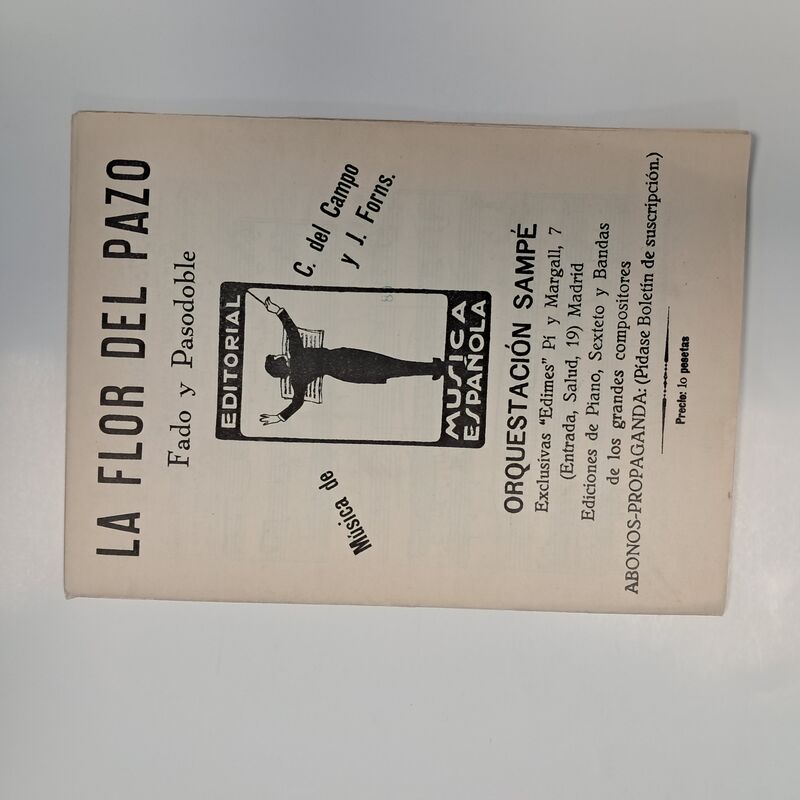 LA FLOR DEL PAZO
Fado y Pasodoble
Música de
EDITORIAL
MUSICA
ESPAÑOLA
C. del Campo
y J. Forns.
ORQUESTACIÓN SAMPÉ
Exclusivas "Edimes" Pí y Margall, 7
(Entrada, Salud, 19) Madrid
Ediciones de Piano, Sexteto y Bandas
de los grandes compositores
ABONOS-PROPAGANDA: (Pídase Boletín de suscripción.)
Precio: 10 pesetas